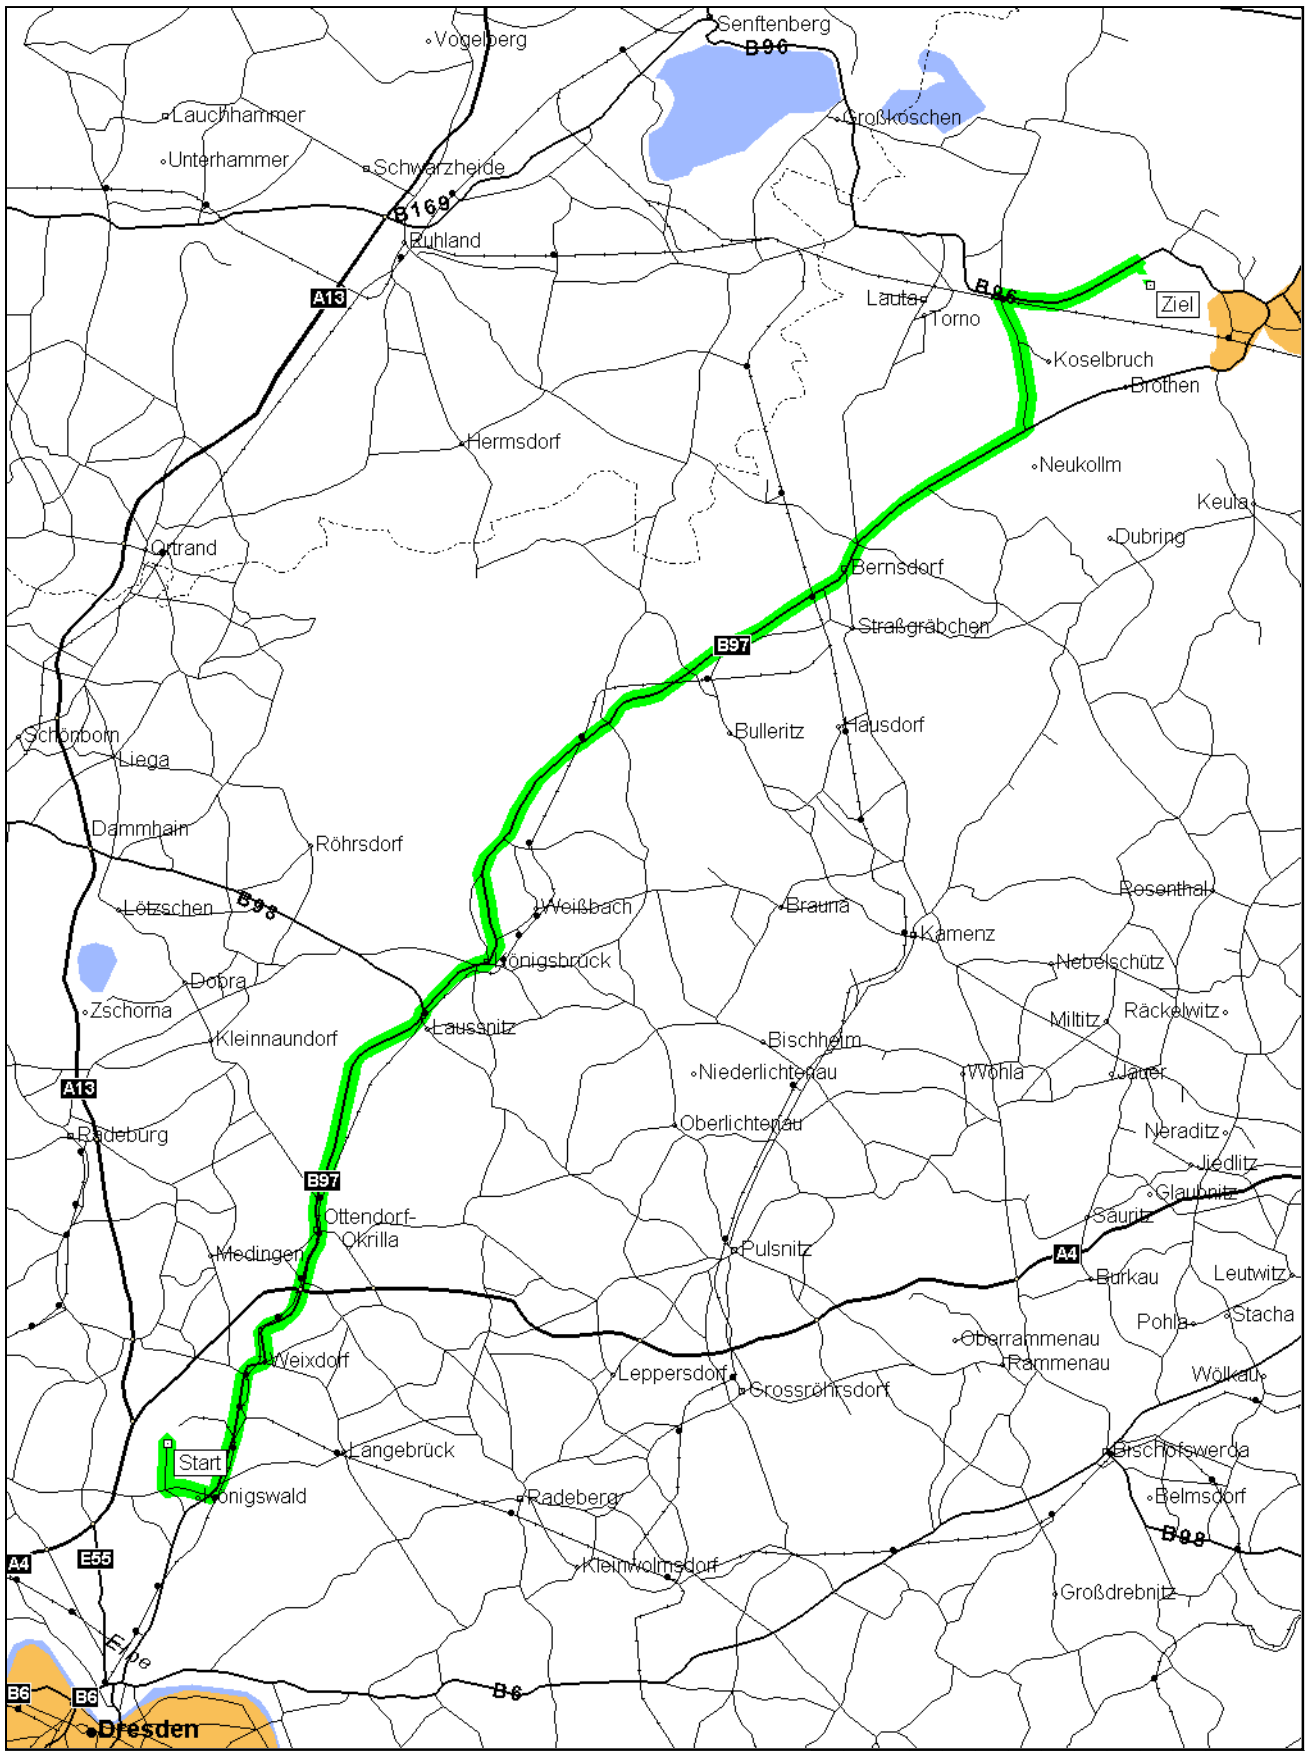 Senftenberg
Vogelberg
B96
Lauchhammer
Großkoschen
Unterhammer
Schwarzheide
B169
Ruhland
A13
B96
Lauta
Ziel
Torno
Koselbruch
Brothen
Hermsdorf
Neukollm
Keula
Dubring
Ortrand
Bernsdorf
Straßgräbchen
B97
Schönborn
Bulleritz
Hausdorf
Liega
Dammhain
Röhrsdorf
Rosenthal
Lötzschen
B98
Weißbach
Brauna
Kamenz
Königsbrück
Nebelschütz
Dobra
Zschorna
Laussnitz
Miltitz
Räckelwitz
Kleinnaundorf
Bischheim
Niederlichtenau
Wohla
Jauer
A13
Oberlichtenau
Radeburg
Neraditz
Jiedlitz
B97
Glaubnitz
Ottendorf-
Okrilla
Sauritz
Medingen
Pulsnitz
A4
Burkau
Leutwitz
Stacha
Pohla
Oberrammenau
Weixdorf
Rammenau
Leppersdorf
Wölkau
Grossröhrsdorf
Start
Langebrück
Bischofswerda
Königswald
Radeberg
Belmsdorf
B98
A4
E55
Kleinwolmsdorf
Großdrebnitz
Elbe
B6
B6
B6
Dresden